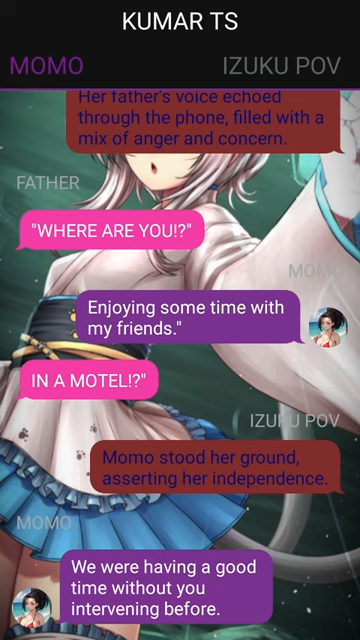 KUMAR TS
MOMO
IZUKU POV
Her father's voice echoed
through the phone, filled with a
mix of anger and concern.
FATHER
"WHERE ARE YOU!?"
MOMO
Enjoying some time with
my friends."
IN A MOTEL!?"
IZUKU POV
Momo stood her ground,
asserting her independence.
MOMO
We were having a good
time without you
intervening before.